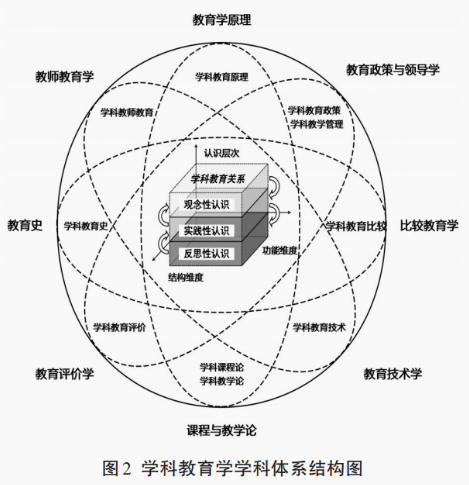 教育学原理
教师教育学
教育政策与领导学
学科教育原理
学科教师教育
学科教育政策
学科教学管理
认识层次
学科教育关系
观念性认识
实践性认识
反思性认识
教育史
学科教育史
学科教育比较
比较教育学
功能维度
结构维度
学科教育评价
学科教育技术
学科课程论
学科教学论
教育评价学
教育技术学
课程与教学论
图2 学科教育学学科体系结构图